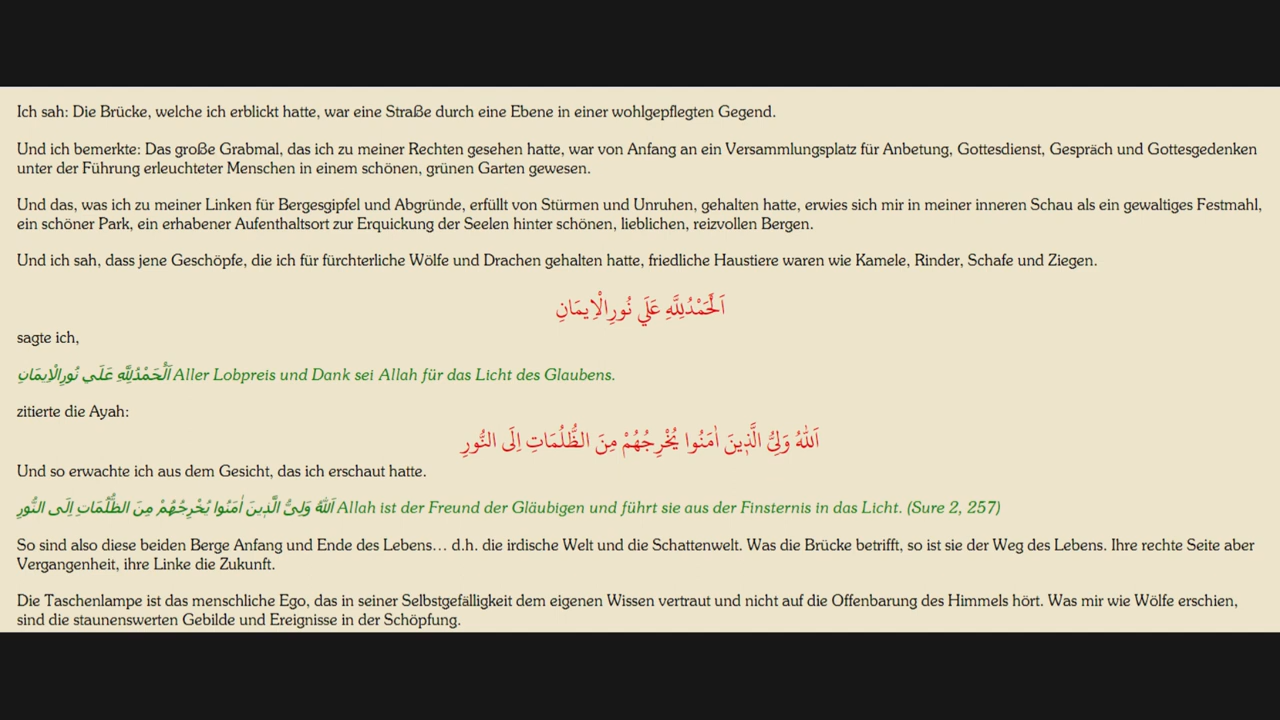 Ich sah: Die Brücke, welche ich erblickt hatte, war eine Straße durch eine Ebene in einer wohlgepflegten Gegend.
Und ich bemerkte: Das große Grabmal, das ich zu meiner Rechten gesehen hatte, war von Anfang an ein Versammlungsplatz für Anbetung, Gottesdienst, Gespräch und Gottesgedenken
unter der Führung erleuchteter Menschen in einem schönen, grünen Garten gewesen.
Und das, was ich zu meiner Linken für Bergesgipfel und Abgründe, erfüllt von Stürmen und Unruhen, gehalten hatte, erwies sich mir in meiner inneren Schau als ein gewaltiges Festmahl,
ein schöner Park, ein erhabener Aufenthaltsort zur Erquickung der Seelen hinter schönen, lieblichen, reizvollen Bergen.
Und ich sah, dass jene Geschöpfe, die ich für fürchterliche Wölfe und Drachen gehalten hatte, friedliche Haustiere waren wie Kamele, Rinder, Schafe und Ziegen.
اَلْحَمْدُلِلَّهِ عَلَي نُورِالْاِيمَانِ
sagte ich,
اَلْحَمْدُلِلَّهِ عَلَي نُورِالْاِيمَانِ Aller Lobpreis und Dank sei Allah für das Licht des Glaubens.
zitierte die Ayah:
اَللّٰهُ وَلِيُّ الَّذ۪ينَ اٰمَنُوا يُخْرِجُهُمْ مِنَ الظُّلُمَاتِ اِلَى النُّورِ
Und so erwachte ich aus dem Gesicht, das ich erschaut hatte.
اَللّٰهُ وَلِىُّ الَّذ۪ينَ اٰمَنُوا يُخْرِجُهُمْ مِنَ الظُّلُمَاتِ اِلَى النُّورِ Allah ist der Freund der Gläubigen und führt sie aus der Finsternis in das Licht. (Sure 2, 257)
So sind also diese beiden Berge Anfang und Ende des Lebens... d.h. die irdische Welt und die Schattenwelt. Was die Brücke betrifft, so ist sie der Weg des Lebens. Ihre rechte Seite aber
Vergangenheit, ihre Linke die Zukunft.
Die Taschenlampe ist das menschliche Ego, das in seiner Selbstgefälligkeit dem eigenen Wissen vertraut und nicht auf die Offenbarung des Himmels hört. Was mir wie Wölfe erschien,
sind die staunenswerten Gebilde und Ereignisse in der Schöpfung.